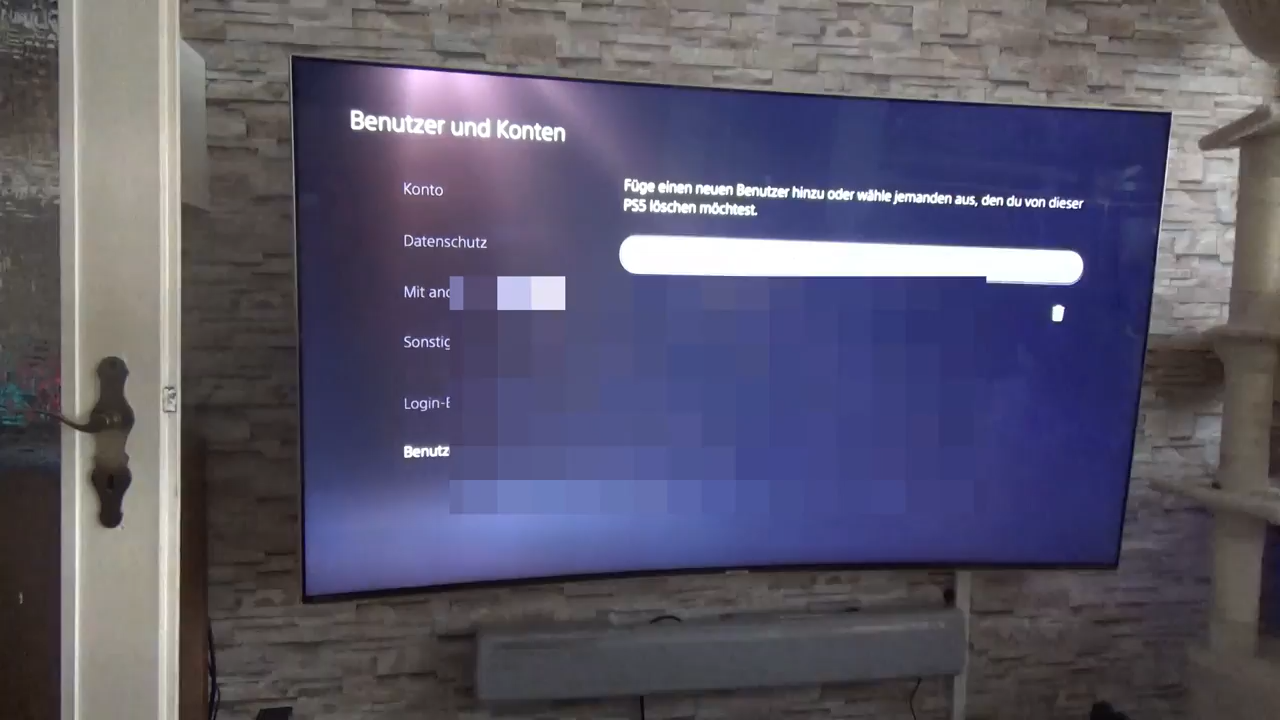 Benutzer und Konten
Konto
Füge einen neuen Benutzer hinzu oder wähle jemanden aus, den du von dieser
PS5 löschen möchtest.
Datenschutz
Mit